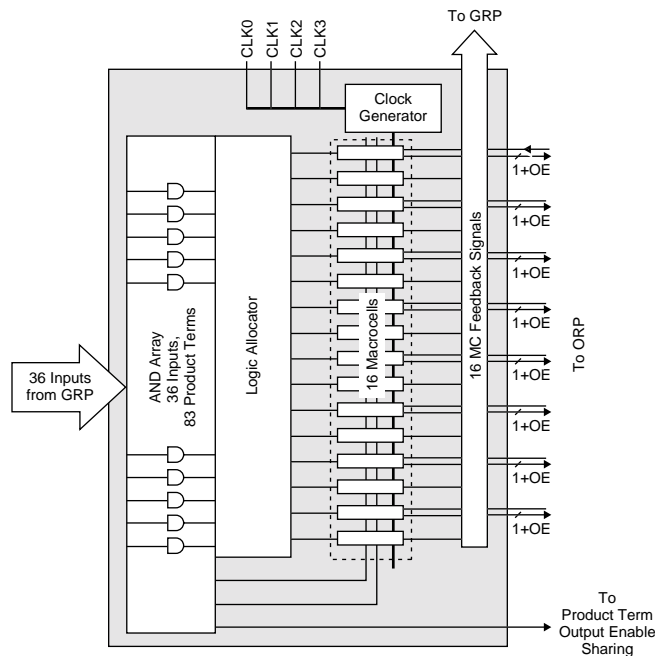 To GRP
CLK0
CLK1
CLK2
CLK3
Clock
Generator
1+OE
1+OE
1+OE
1+OE
1+OE
1+OE
1+OE
1+OE
36 Inputs
from GRP
AND Array
36 Inputs,
83 Product Terms
Logic Allocator
16 Macrocells
16 MC Feedback Signals
To ORP
To
Product Term
Output Enable
Sharing